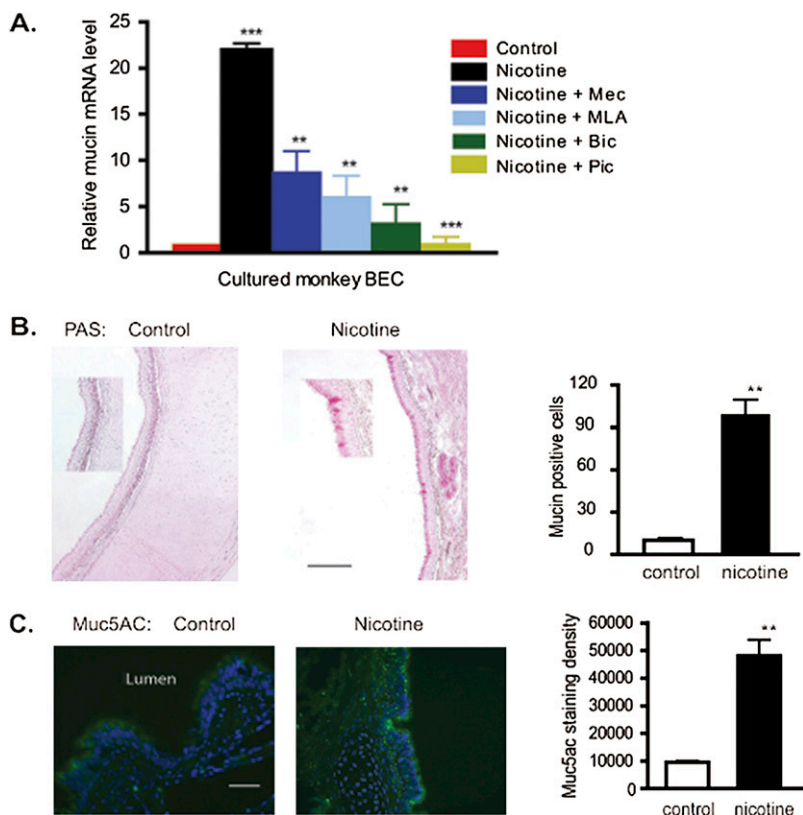 A.
Relative mucin mRNA level
25
20
15
10
5
0
***
**
**
**
***
Cultured monkey BEC
Control
Nicotine
Nicotine + Mec
Nicotine + MLA
Nicotine + Bic
Nicotine + Pic
B.
PAS: Control
Nicotine
Mucin positive cells
120
90
60
30
0
**
control
nicotine
C.
Muc5AC: Control
Nicotine
Lumen
Muc5ac staining density
60000
50000
40000
30000
20000
10000
0
**
control
nicotine